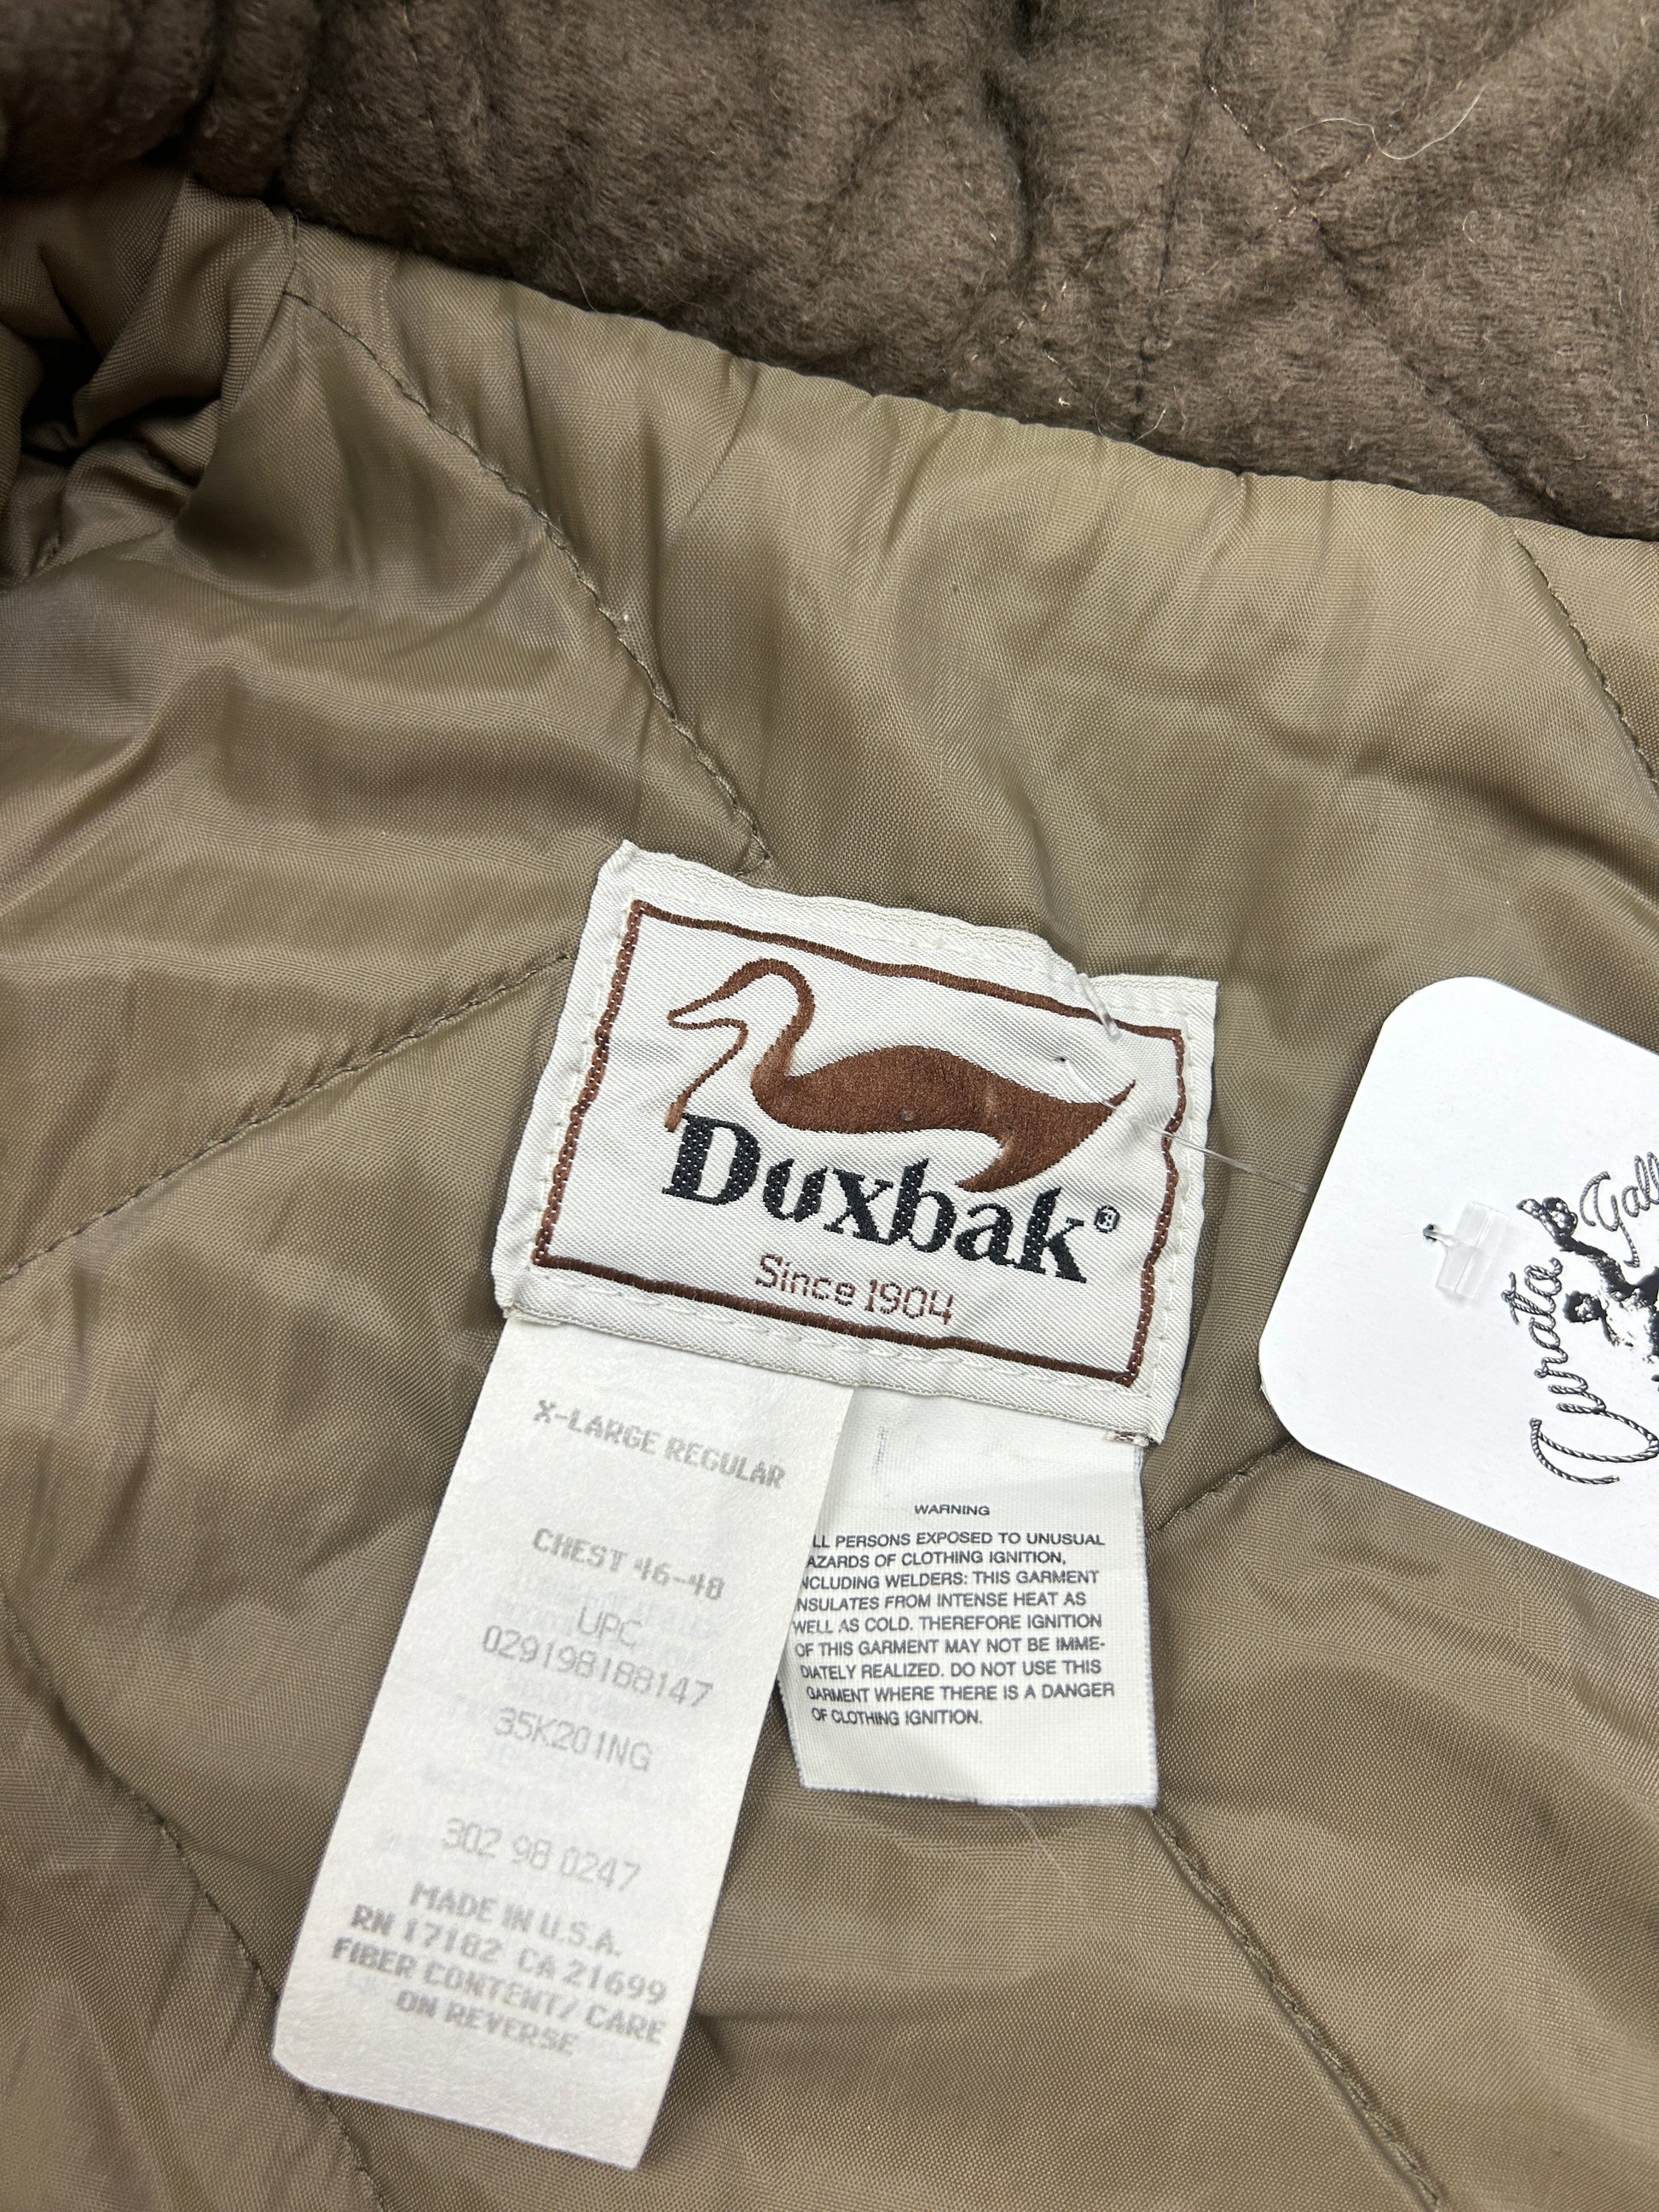 Duxbak®
Since 1904
X-LARGE REGULAR
CHEST 46-48
UPC
029198188147
35K201NG
302 98 0247
MADE IN U.S.A.
RN 17182 CA 21699
FIBER CONTENT/CARE
ON REVERSE
WARNING
LL PERSONS EXPOSED TO UNUSUAL
AZARDS OF CLOTHING IGNITION,
NCLUDING WELDERS: THIS GARMENT
NSULATES FROM INTENSE HEAT AS
WELL AS COLD. THEREFORE IGNITION
OF THIS GARMENT MAY NOT BE IMME-
DIATELY REALIZED. DO NOT USE THIS
GARMENT WHERE THERE IS A DANGER
OF CLOTHING IGNITION.
Curata
Gall